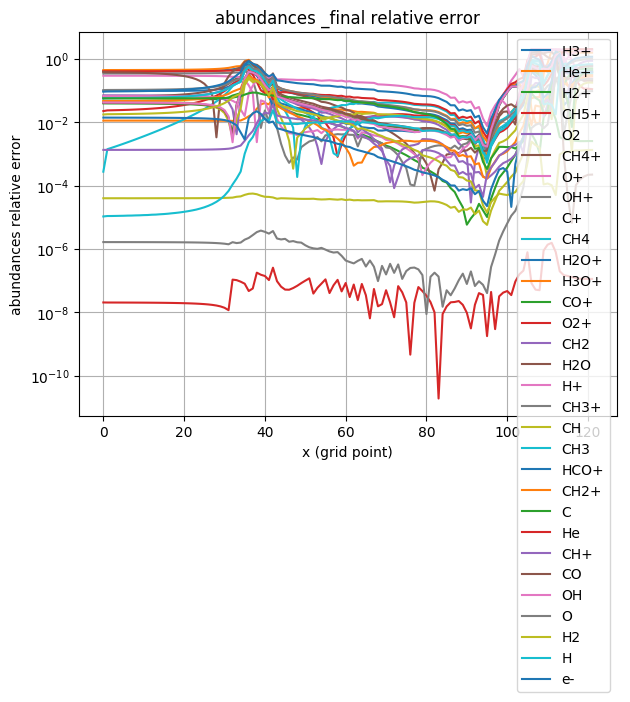 abundances _final relative error
abundances relative error
10⁰
10⁻²
10⁻⁴
10⁻⁶
10⁻⁸
10⁻¹⁰
0
20
40
60
80
100
120
x (grid point)
H3+
He+
H2+
CH5+
O2
CH4+
O+
OH+
C+
CH4
H2O+
H3O+
CO+
O2+
CH2
H2O
H+
CH3+
CH
CH3
HCO+
CH2+
C
He
CH+
CO
OH
O
H2
H
e-